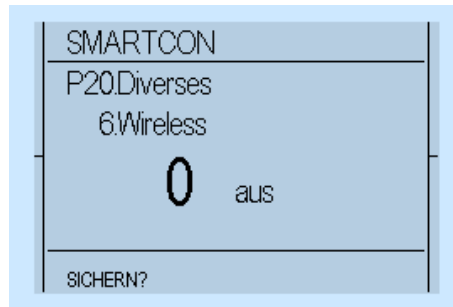 SMARTCON
P20.Diverses
6.Wireless
0 aus
SICHERN?